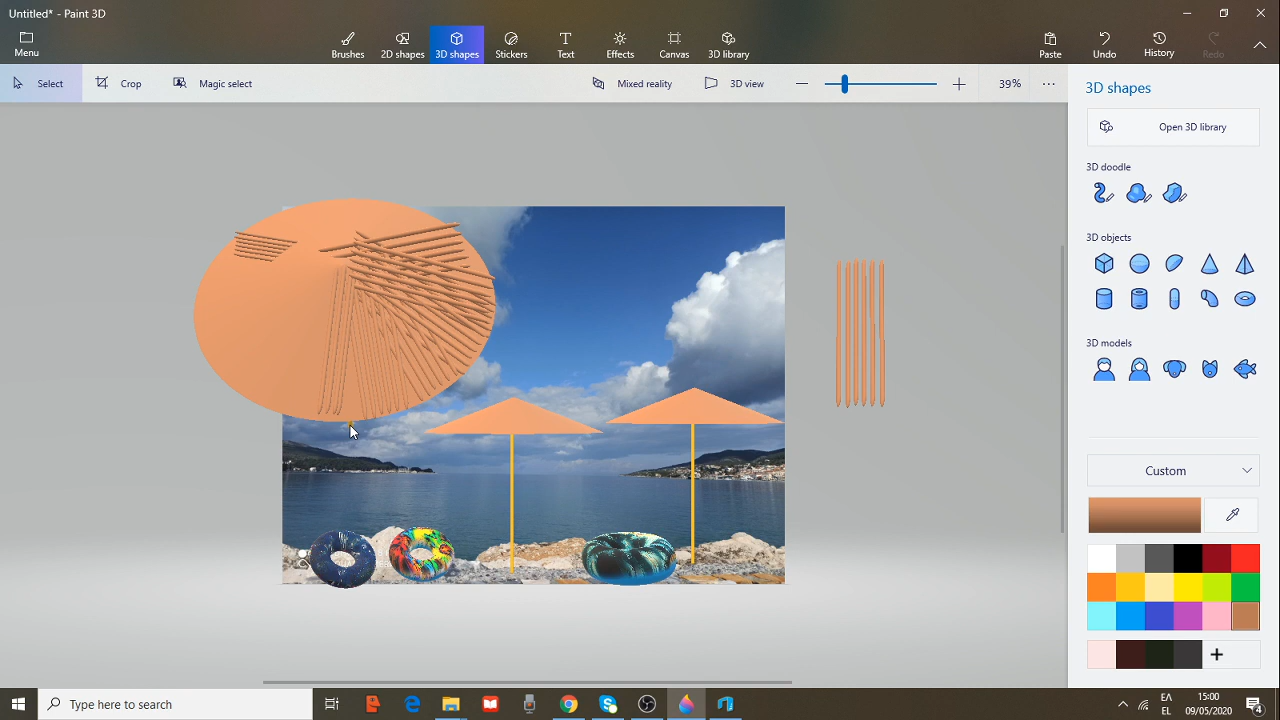 Untitled* - Paint 3D
Menu
Brushes
2D shapes
3D shapes
Stickers
Text
Effects
Canvas
3D library
Paste
Undo
History
Redo
Select
Crop
Magic select
Mixed reality
3D view
39%
3D shapes
Open 3D library
3D doodle
3D objects
3D models
Custom
Type here to search
ΕΛ
EL
15:00
09/05/2020
4